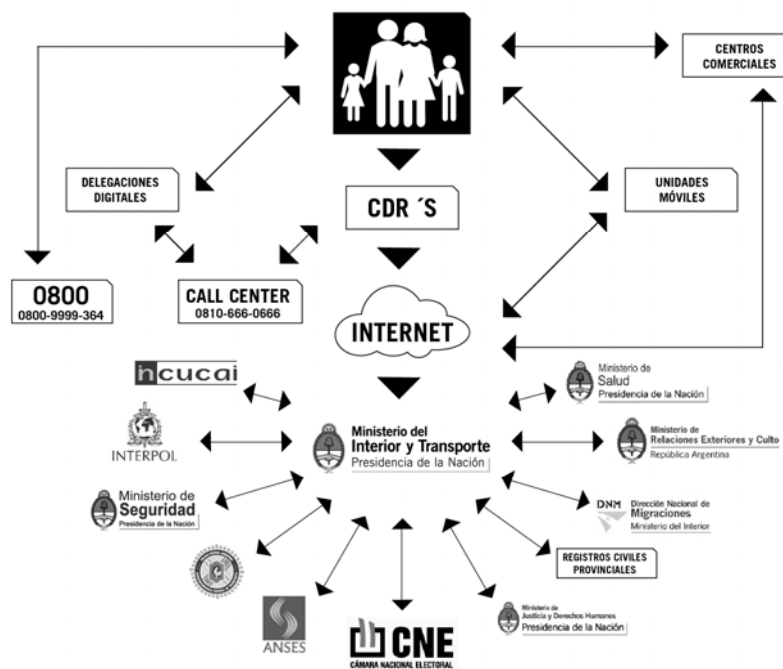 CENTROS
COMERCIALES
DELEGACIONES
DIGITALES
CDR ´S
UNIDADES
MÓVILES
0800
0800-9999-364
CALL CENTER
0810-666-0666
INTERNET
incucai
Ministerio de
Salud
Presidencia de la Nación
INTERPOL
Ministerio del
Interior y Transporte
Presidencia de la Nación
Ministerio de
Relaciones Exteriores y Culto
República Argentina
Ministerio de
Seguridad
Presidencia de la Nación
DNM
Dirección Nacional de
Migraciones
Ministerio del Interior
REGISTROS CIVILES
PROVINCIALES
ANSES
CNE
CÁMARA NACIONAL ELECTORAL
Ministerio de
Justicia y Derechos Humanos
Presidencia de la Nación